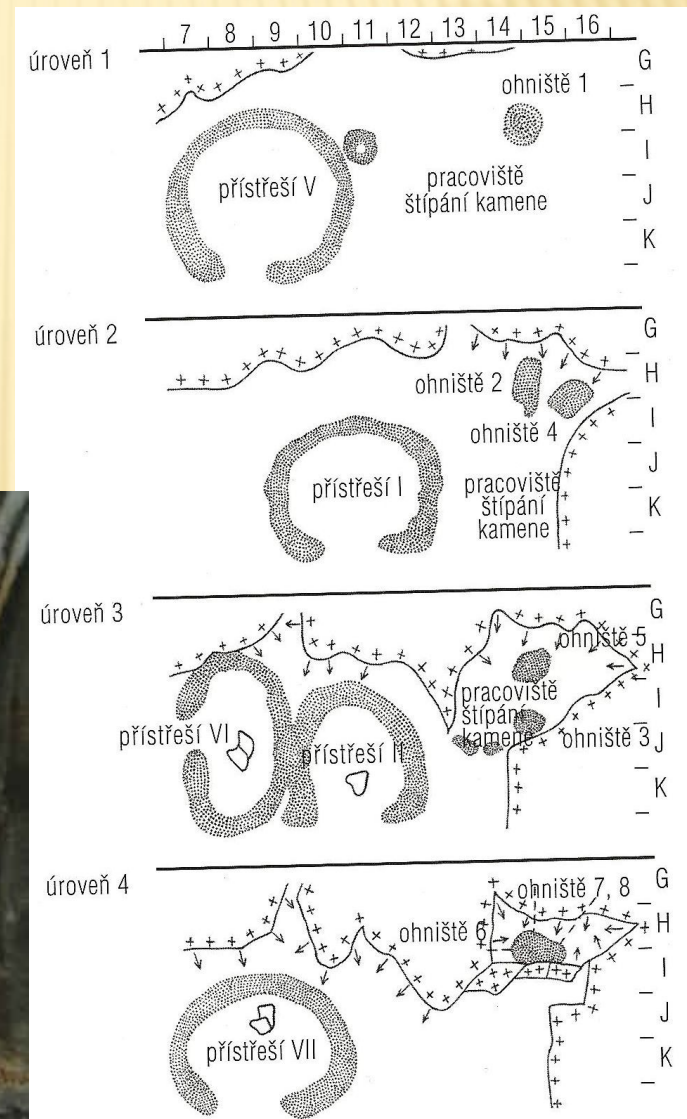 7 | 8 | 9 | 10 | 11 | 12 | 13 | 14 | 15 | 16
úroveň 1
G
H
I
J
K
ohniště 1
přístřeší V
pracoviště
štípání kamene
úroveň 2
G
H
I
J
K
ohniště 2
ohniště 4
přístřeší I
pracoviště
štípání
kamene
úroveň 3
G
H
I
J
K
ohniště 5
pracoviště
štípání
kamene
ohniště 3
přístřeší VI
přístřeší II
úroveň 4
G
H
I
J
K
ohniště 7, 8
ohniště 6
přístřeší VII